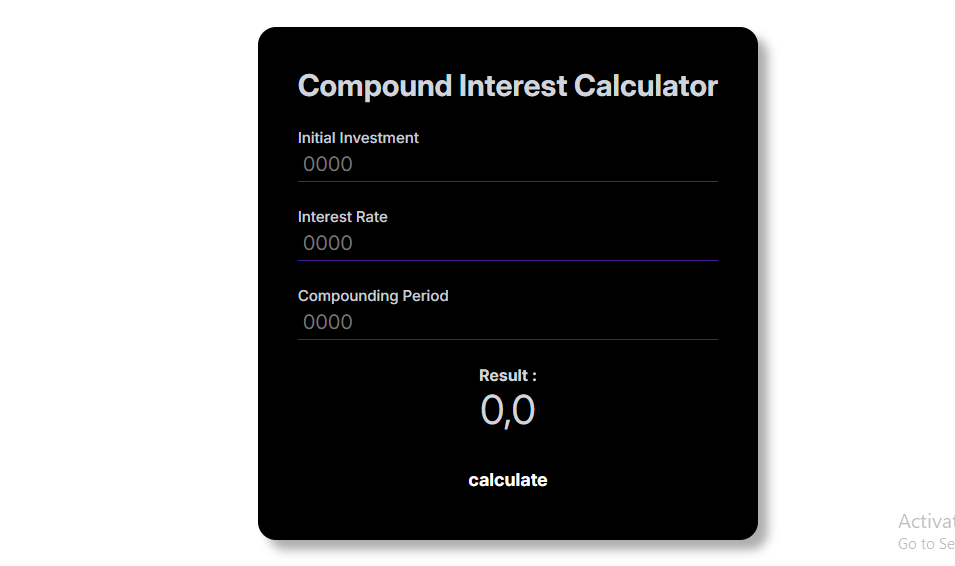 Compound Interest Calculator
Initial Investment
0000
Interest Rate
0000
Compounding Period
0000
Result :
0,0
calculate
Activat
Go to Se